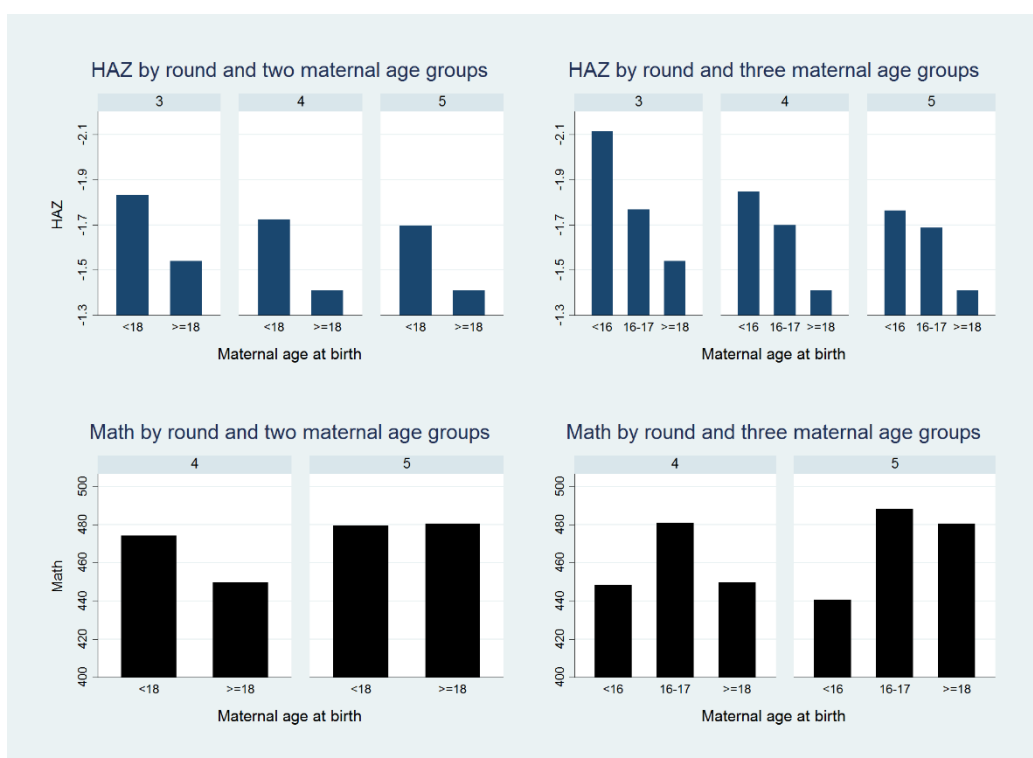 HAZ by round and two maternal age groups
3 4 5
-2.1
-1.9
-1.7
-1.5
-1.3
HAZ
<18 >=18 <18 >=18 <18 >=18
Maternal age at birth
HAZ by round and three maternal age groups
3 4 5
-2.1
-1.9
-1.7
-1.5
-1.3
<16 16-17 >=18 <16 16-17 >=18 <16 16-17 >=18
Maternal age at birth
Math by round and two maternal age groups
4 5
500
480
460
440
420
400
Math
<18 >=18 <18 >=18
Maternal age at birth
Math by round and three maternal age groups
4 5
500
480
460
440
420
400
<16 16-17 >=18 <16 16-17 >=18
Maternal age at birth